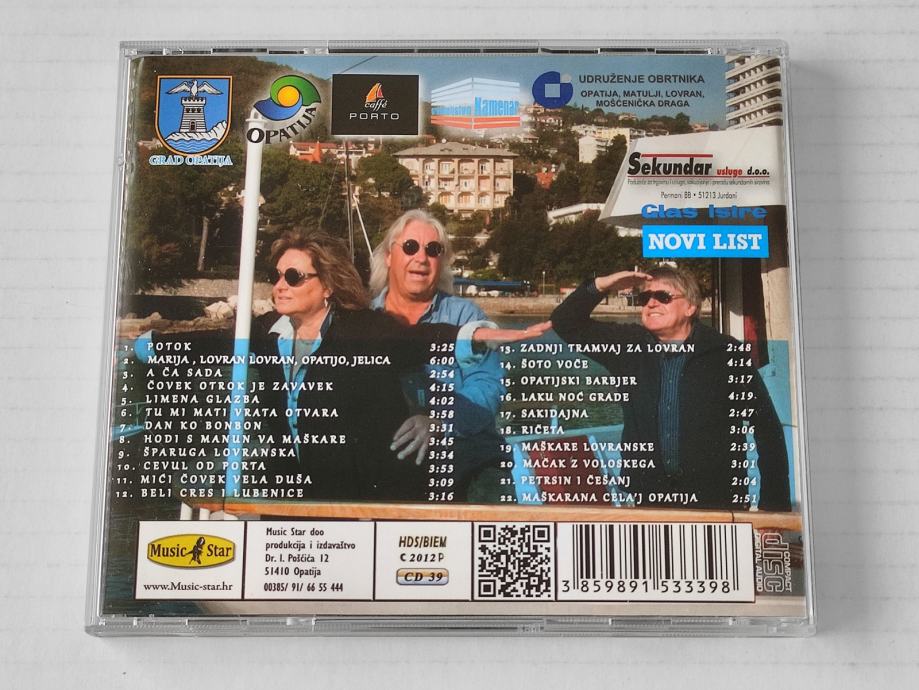 GRAD OPATIJA
OPATIJA
caffé
PORTO
Kamenar
UDRUŽENJE OBRTNIKA
OPATIJA, MATULJI, LOVRAN,
MOŠĆENIČKA DRAGA
Sekundar usluge d.o.o.
Permani BB • 51213 Jurdani
Glas Istre
NOVI LIST
1. POTOK 3:25
2. MARIJA , LOVRAN LOVRAN, OPATIJO, JELICA 6:00
3. A ČA SADA 2:54
4. ČOVEK OTROK JE ZAVAVEK 4:15
5. LIMENA GLAZBA 4:02
6. TU MI MATI VRATA OTVARA 3:58
7. DAN KO BONBON 3:31
8. HODI S MANUN VA MAŠKARE 3:45
9. ŠPARUGA LOVRANSKA 3:34
10. CEVUL OD PORTA 3:53
11. MIĆI ČOVEK VELA DUŠA 3:09
12. BELI CRES I LUBENICE 3:16
13. ZADNJI TRAMVAJ ZA LOVRAN 2:48
14. ŠOTO VOČE 4:14
15. OPATIJSKI BARBJER 3:17
16. LAKU NOĆ GRADE 4:19
17. SAKIDAJNA 2:47
18. RIČETA 3:06
19. MAŠKARE LOVRANSKE 2:39
20. MAČAK Z VOLOSKEGA 3:01
21. PETRSIN I ČEŠANJ 2:04
22. MAŠKARANA CELA'J OPATIJA 2:51
Music Star
www.Music-star.hr
Music Star doo
produkcija i izdavaštvo
Dr. I. Poščića 12
51410 Opatija
00385/ 91/ 66 55 444
HDS/BIEM
C 2012 P
CD 39
3 859891 533398
COMPACT
disc
DIGITAL AUDIO